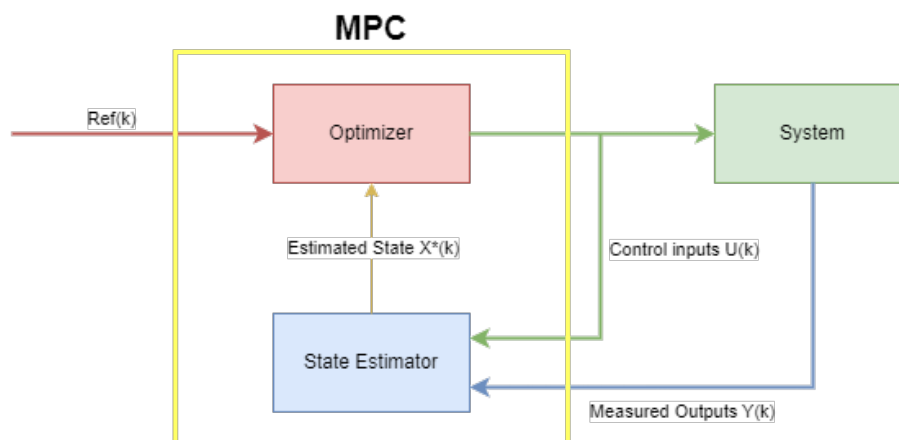 MPC
Ref(k)
Optimizer
System
Estimated State X*(k)
Control inputs U(k)
State Estimator
Measured Outputs Y(k)